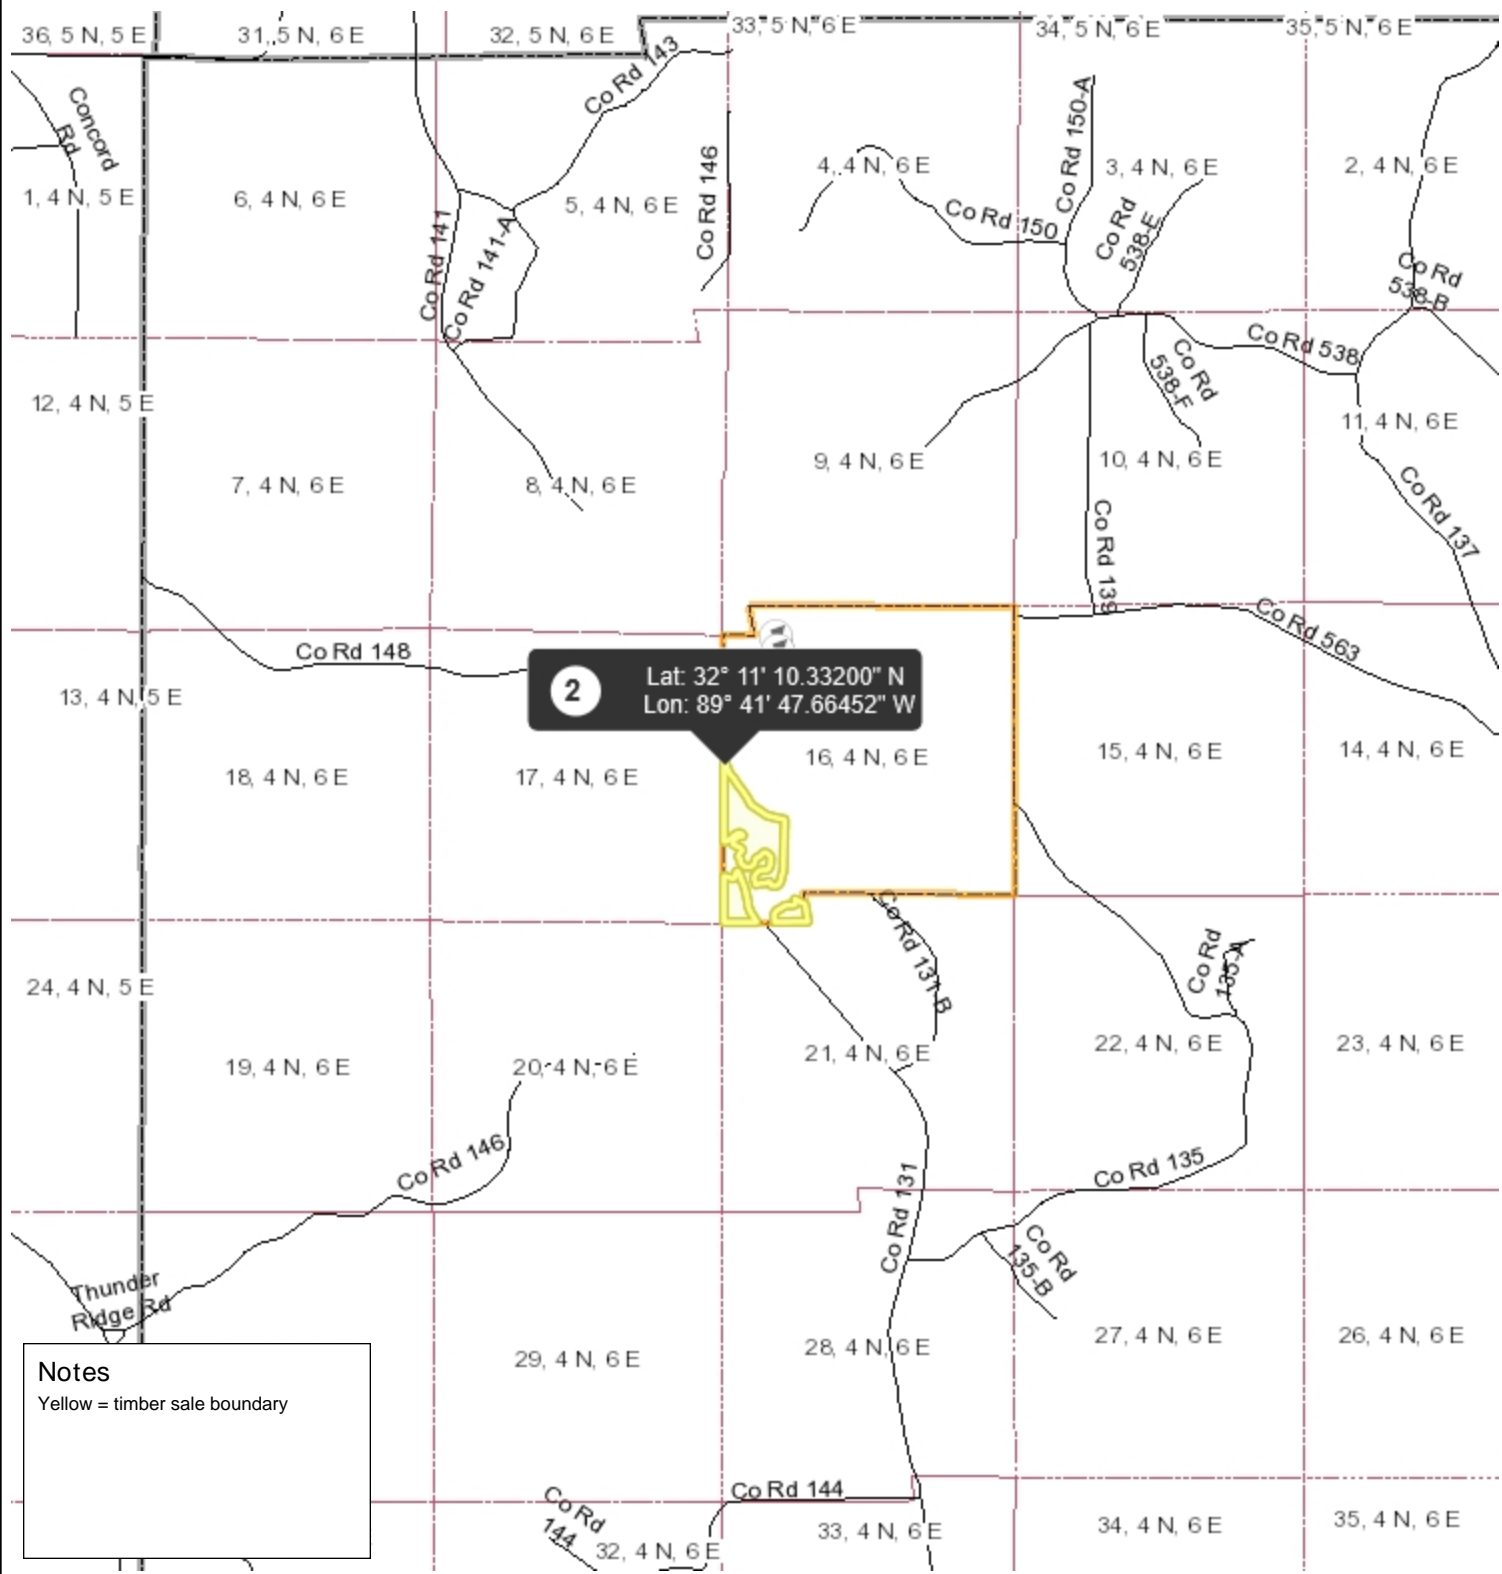 36, 5 N, 5 E
31, 5 N, 6 E
32, 5 N, 6 E
33, 5 N, 6 E
34, 5 N, 6 E
35, 5 N, 6 E
Concord
Rd
Co Rd 143
Co Rd 146
Co Rd 150-A
1, 4 N, 5 E
6, 4 N, 6 E
5, 4 N, 6 E
4, 4 N, 6 E
3, 4 N, 6 E
2, 4 N, 6 E
Co Rd 141
Co Rd 141-A
Co Rd 150
Co Rd
538-E
Co Rd
538-B
Co Rd 538
Co Rd
538-F
12, 4 N, 5 E
7, 4 N, 6 E
8, 4 N, 6 E
9, 4 N, 6 E
10, 4 N, 6 E
11, 4 N, 6 E
Co Rd 139
Co Rd 137
Co Rd 148
Co Rd 563
2
Lat: 32° 11' 10.33200" N
Lon: 89° 41' 47.66452" W
13, 4 N, 5 E
18, 4 N, 6 E
17, 4 N, 6 E
16, 4 N, 6 E
15, 4 N, 6 E
14, 4 N, 6 E
Co Rd 131-B
Co Rd
135-A
24, 4 N, 5 E
19, 4 N, 6 E
20, 4 N, 6 E
21, 4 N, 6 E
22, 4 N, 6 E
23, 4 N, 6 E
Co Rd 146
Co Rd 131
Co Rd 135
Co Rd
135-B
Thunder
Ridge Rd
29, 4 N, 6 E
28, 4 N, 6 E
27, 4 N, 6 E
26, 4 N, 6 E
Notes
Yellow = timber sale boundary
Co Rd 144
Co Rd
144
32, 4 N, 6 E
33, 4 N, 6 E
34, 4 N, 6 E
35, 4 N, 6 E